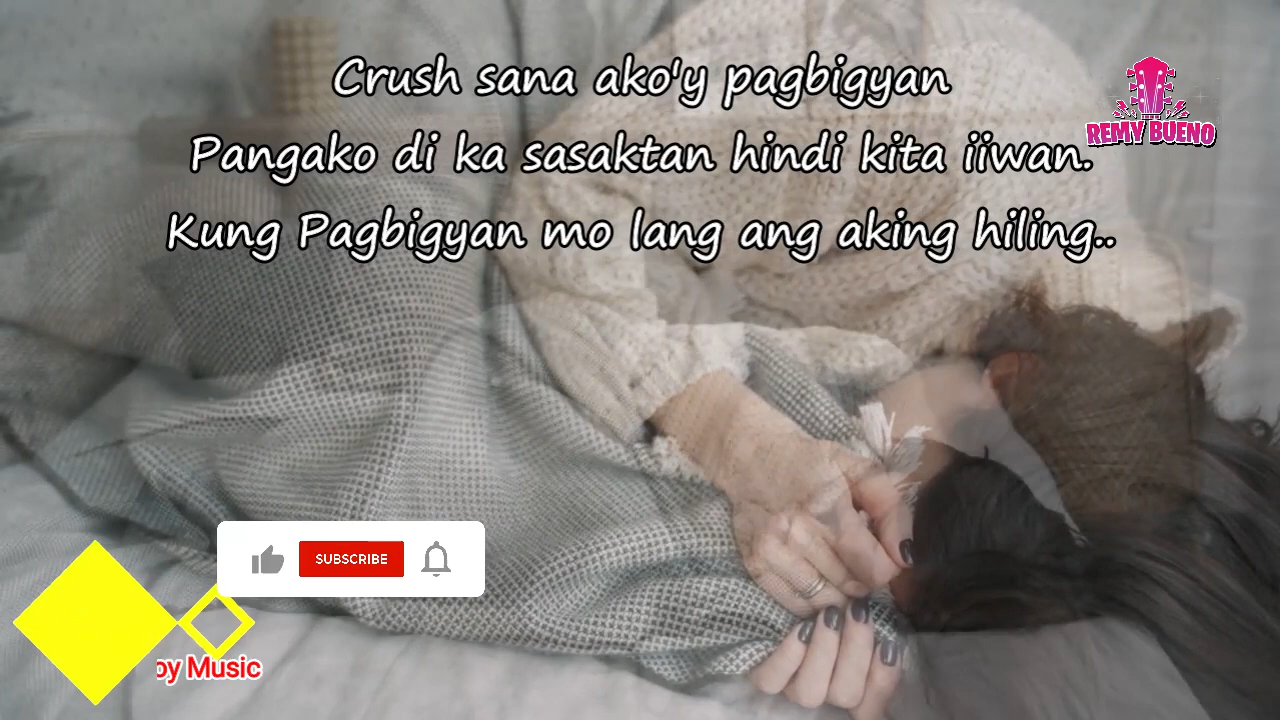 Crush sana ako'y pagbigyan
Pangako di ka sasaktan hindi kita iiwan.
Kung Pagbigyan mo lang ang aking hiling..
REMY BUENO
SUBSCRIBE
Music